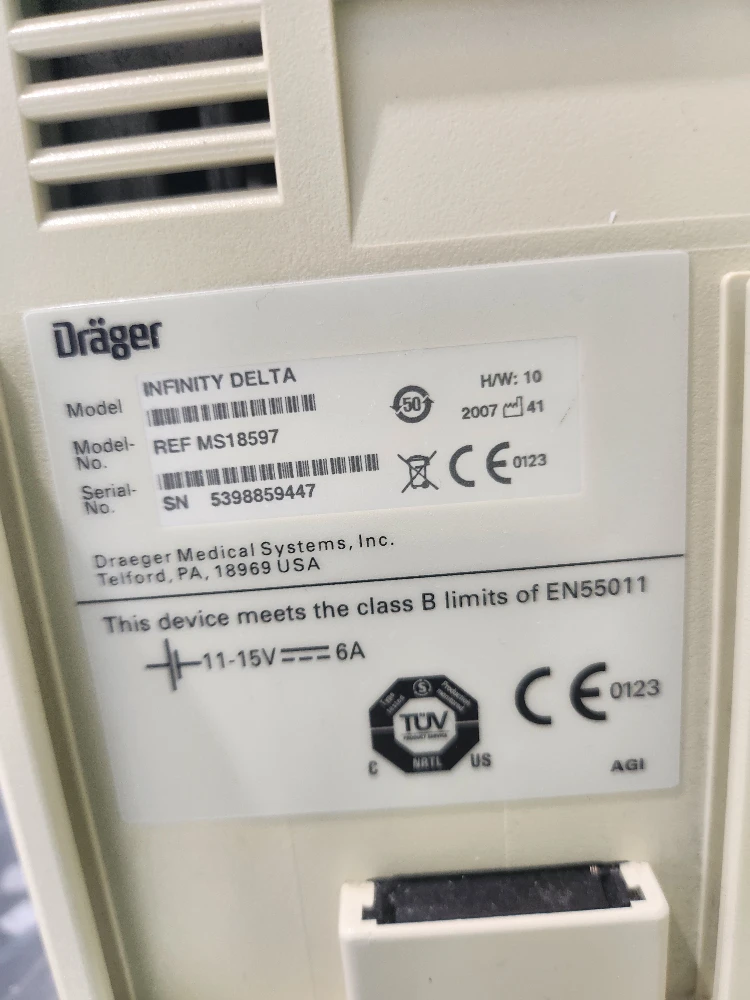 Dräger
Model INFINITY DELTA
50
H/W: 10
2007 41
Model-No. REF MS18597
Serial-No. SN 5398859447
CE 0123
Draeger Medical Systems, Inc.
Telford, PA, 18969 USA
This device meets the class B limits of EN55011
11-15V 6A
TÜV
PRODUCT SERVICE
C NRTL US
CE 0123
AGI